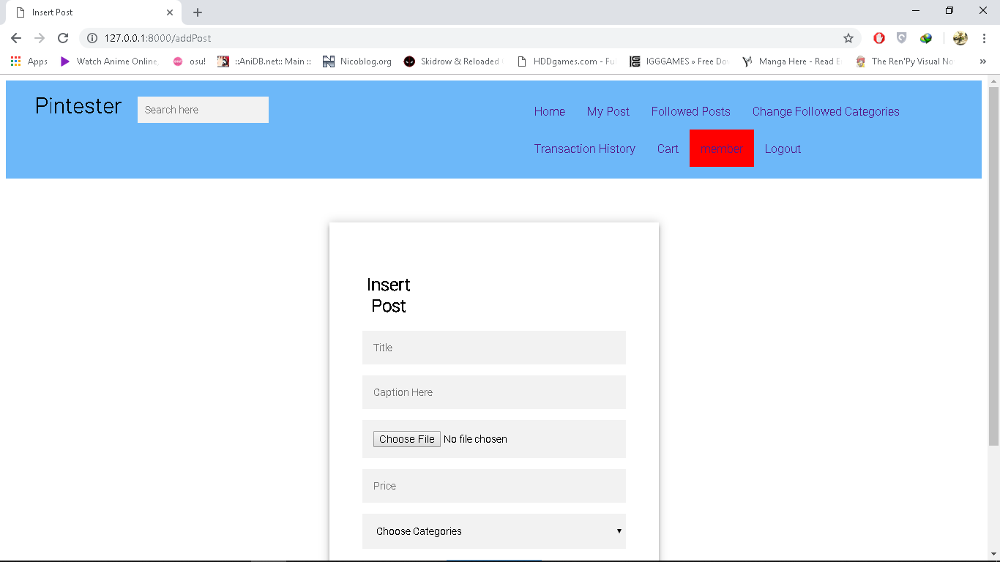 Insert Post
127.0.0.1:8000/addPost
Apps Watch Anime Online, osu! ::AniDB.net:: Main :: Nicoblog.org Skidrow & Reloaded HDDgames.com - Fu IGGGAMES » Free Do Manga Here - Read The Ren'Py Visual No »
Pintester Search here Home My Post Followed Posts Change Followed Categories
Transaction History Cart member Logout
Insert
Post
Title
Caption Here
Choose File No file chosen
Price
Choose Categories